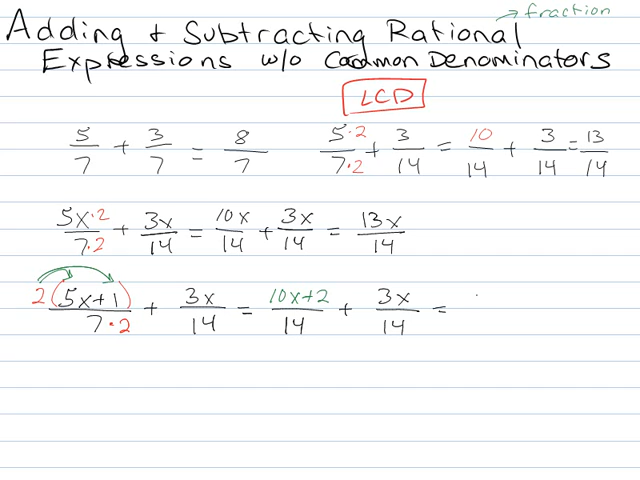 → fraction
Adding & Subtracting Rational
Expressions w/o Common Denominators
LCD
5/7 + 3/7 = 8/7    5·2/7·2 + 3/14 = 10/14 + 3/14 = 13/14
5x·2/7·2 + 3x/14 = 10x/14 + 3x/14 = 13x/14
2(5x+1)/7·2 + 3x/14 = 10x+2/14 + 3x/14 =